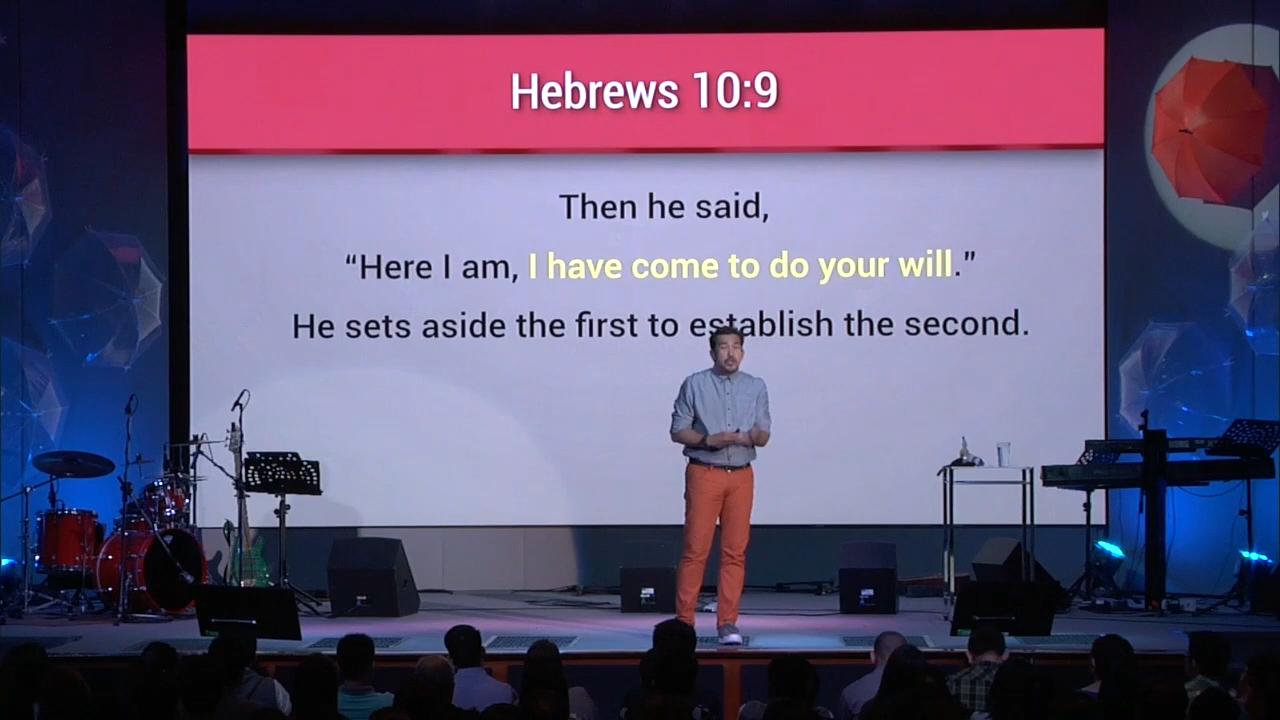 Hebrews 10:9
Then he said,
“Here I am, I have come to do your will.”
He sets aside the first to establish the second.